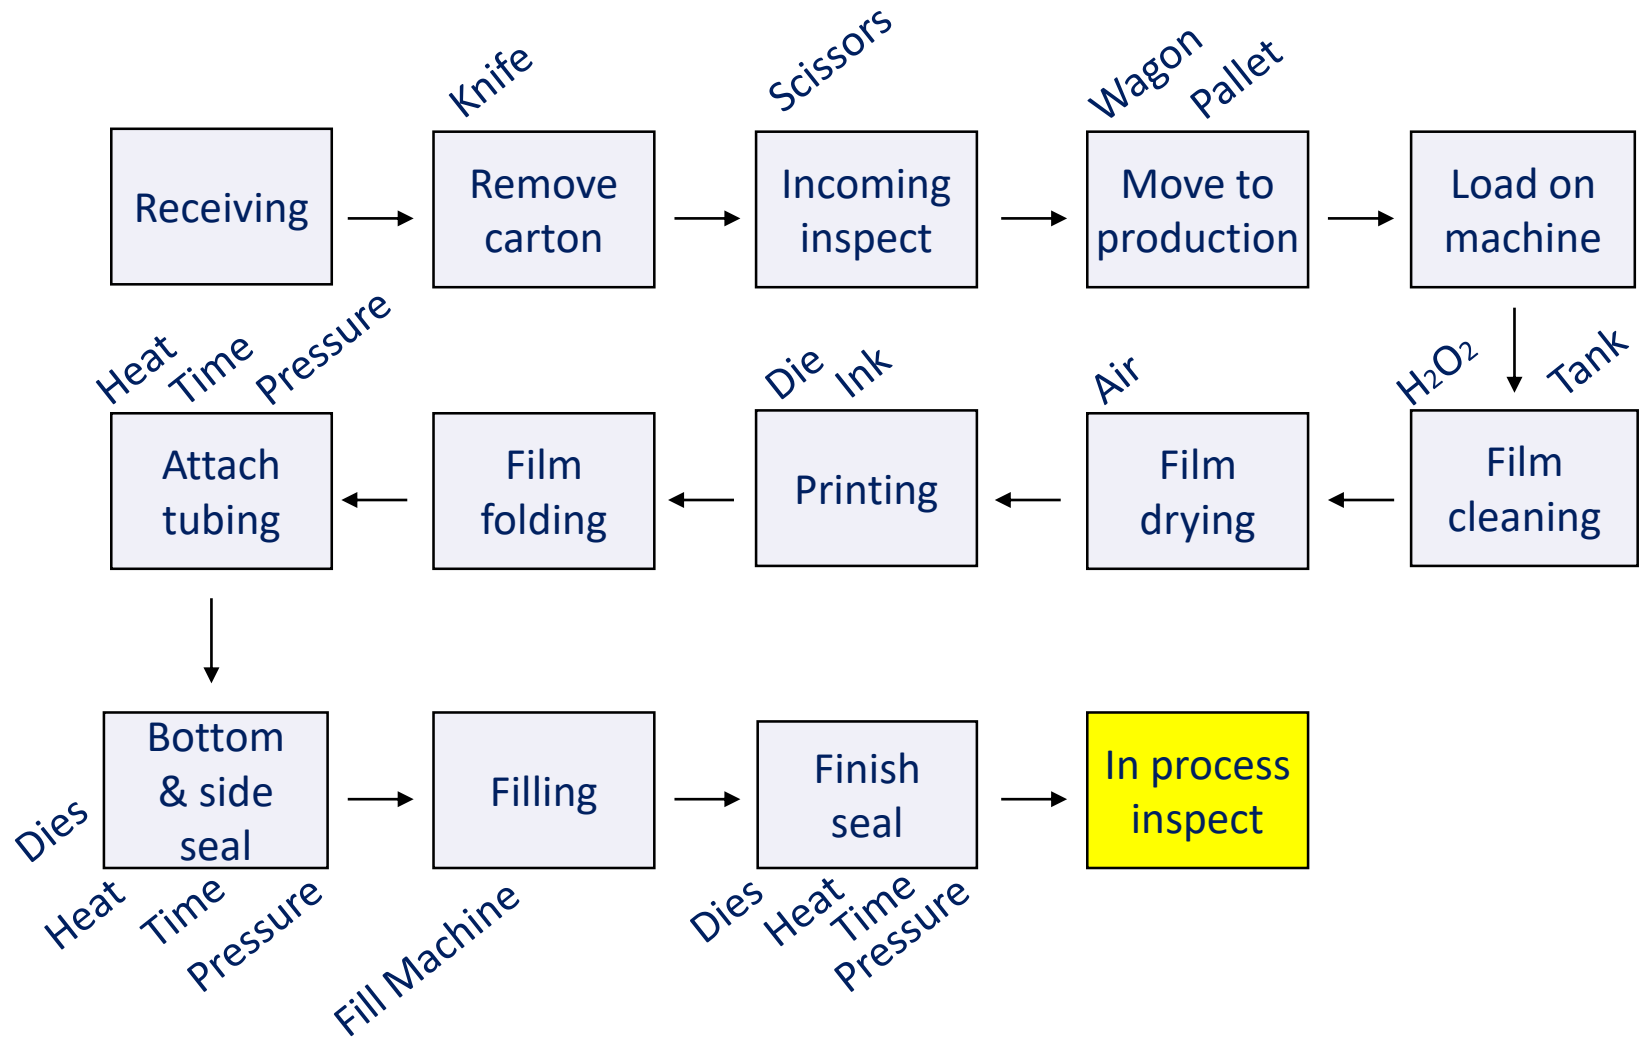 Knife
Scissors
Wagon
Pallet
Receiving
Remove
carton
Incoming
inspect
Move to
production
Load on
machine
Heat
Time
Pressure
Die
Ink
Air
H₂O₂
Tank
Attach
tubing
Film
folding
Printing
Film
drying
Film
cleaning
Bottom
& side
seal
Filling
Finish
seal
In process
inspect
Dies
Heat
Time
Pressure
Fill Machine
Dies
Heat
Time
Pressure